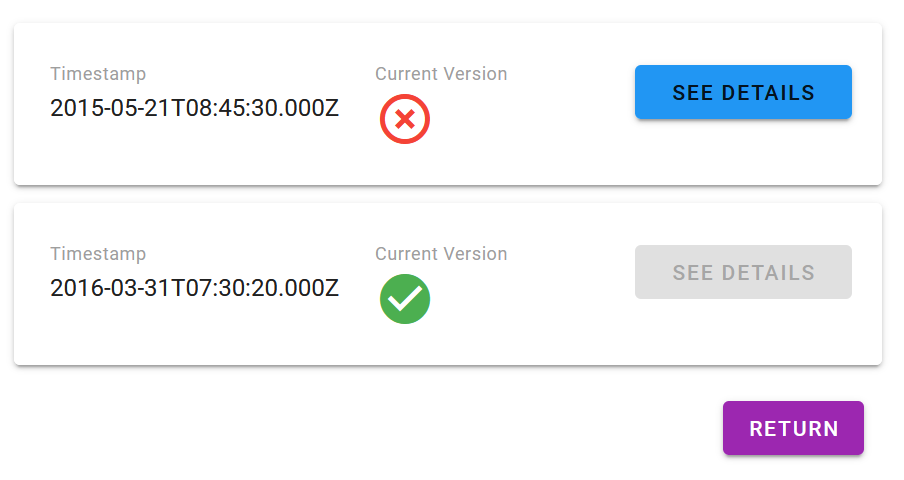 Timestamp
Current Version
2015-05-21T08:45:30.000Z
SEE DETAILS
Timestamp
Current Version
2016-03-31T07:30:20.000Z
SEE DETAILS
RETURN